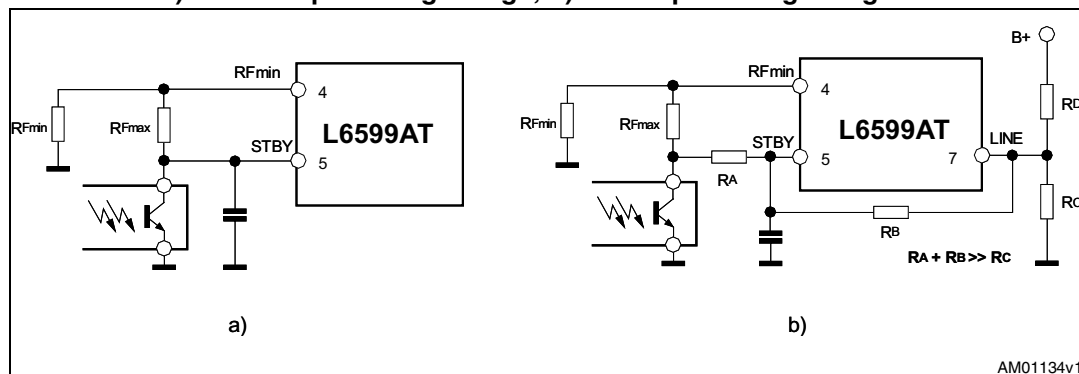 RFmin
4
RFmin
RFmax
L6599AT
STBY
5
a)
B+
RFmin
4
RD
RFmin
RFmax
L6599AT
STBY
LINE
5
7
RA
RC
RB
RA + RB >> RC
b)
AM01134v1